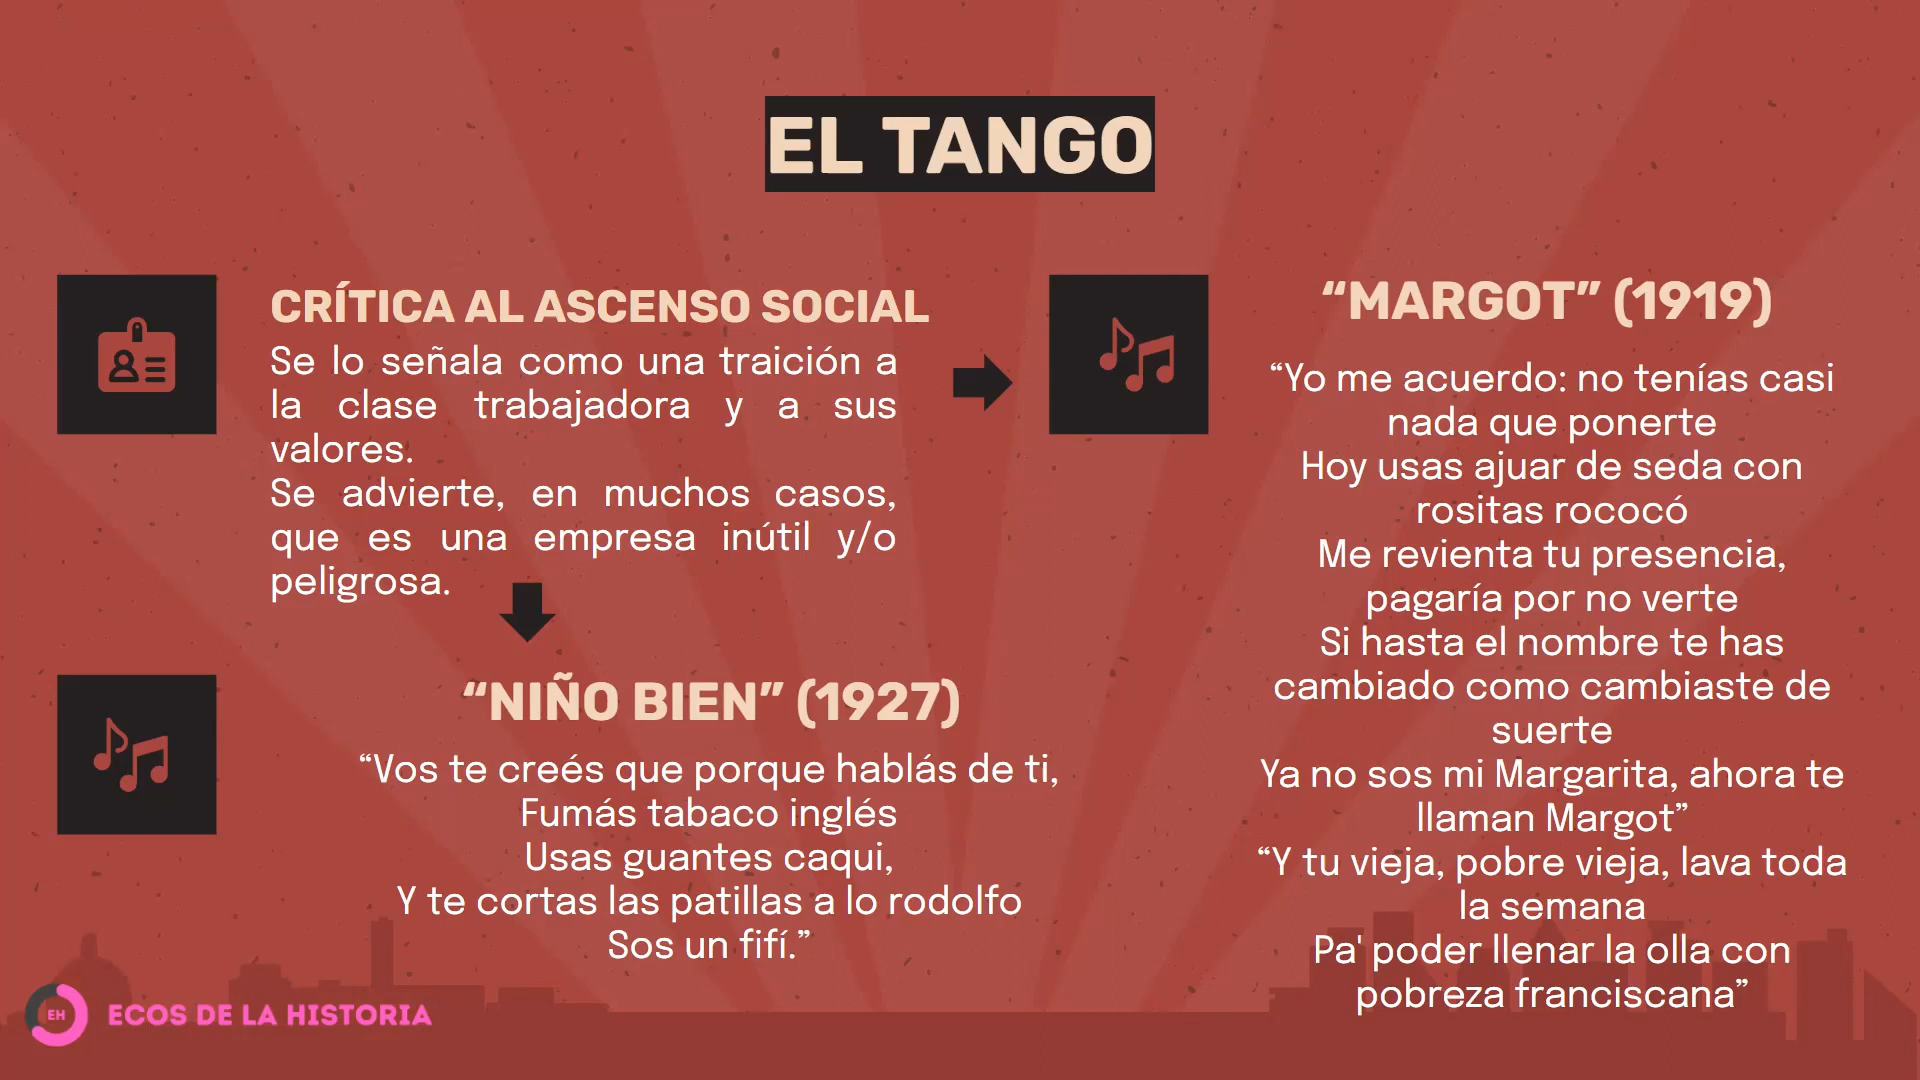 EL TANGO
CRÍTICA AL ASCENSO SOCIAL
Se lo señala como una traición a
la clase trabajadora y a sus
valores.
Se advierte, en muchos casos,
que es una empresa inútil y/o
peligrosa.
“MARGOT” (1919)
“Yo me acuerdo: no tenías casi
nada que ponerte
Hoy usas ajuar de seda con
rositas rococó
Me revienta tu presencia,
pagaría por no verte
Si hasta el nombre te has
cambiado como cambiaste de
suerte
Ya no sos mi Margarita, ahora te
llaman Margot”
“Y tu vieja, pobre vieja, lava toda
la semana
Pa' poder llenar la olla con
pobreza franciscana”
“NIÑO BIEN” (1927)
“Vos te creés que porque hablás de ti,
Fumás tabaco inglés
Usas guantes caqui,
Y te cortas las patillas a lo rodolfo
Sos un fifí.”
EH ECOS DE LA HISTORIA